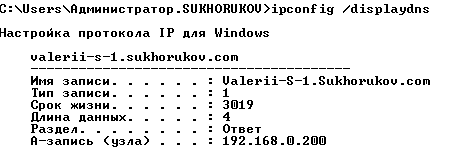 C:\Users\Администратор.SUKHORUKOV>ipconfig /displaydns
Настройка протокола IP для Windows
valerii-s-1.sukhorukov.com
----------------------------------------
Имя записи. . . . . . : Valerii-S-1.Sukhorukov.com
Тип записи. . . . . . : 1
Срок жизни. . . . . . : 3019
Длина данных. . . . . : 4
Раздел. . . . . . . . : Ответ
А-запись (узла) . . . : 192.168.0.200